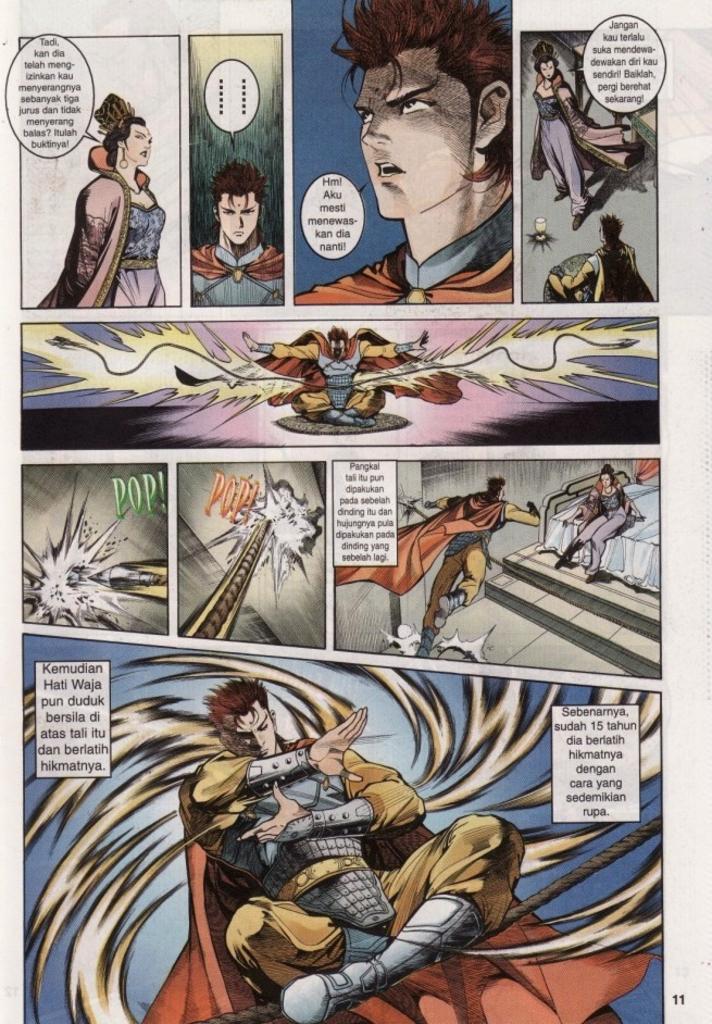 Tadi,
kan dia
telah meng-
izinkan kau
menyerangnya
sebanyak tiga
jurus dan tidak
menyerang
balas? Itulah
buktinya!
Hm!
Aku
mesti
menewas-
kan dia
nanti!
Jangan
kau terlalu
suka mendewa-
dewakan diri kau
sendiri! Baiklah,
pergi berehat
sekarang!
POP!
POP!
Pangkal
tali itu pun
dipakukan
pada sebelah
dinding itu dan
hujungnya pula
dipakukan pada
dinding yang
sebelah lagi.
Kemudian
Hati Waja
pun duduk
bersila di
atas tali itu
dan berlatih
hikmatnya.
Sebenarnya,
sudah 15 tahun
dia berlatih
hikmatnya
dengan
cara yang
sedemikian
rupa.
11